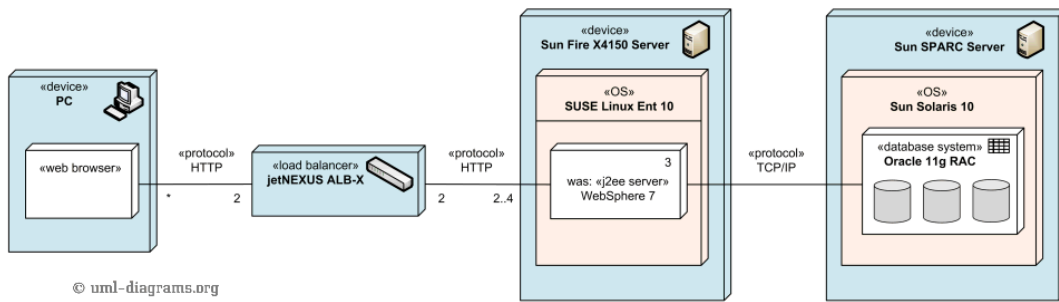 «device»
PC
«web browser»
«protocol»
HTTP
*
2
«load balancer»
jetNEXUS ALB-X
«protocol»
HTTP
2
2..4
«device»
Sun Fire X4150 Server
«OS»
SUSE Linux Ent 10
3
was: «j2ee server»
WebSphere 7
«protocol»
TCP/IP
«device»
Sun SPARC Server
«OS»
Sun Solaris 10
«database system»
Oracle 11g RAC
© uml-diagrams.org